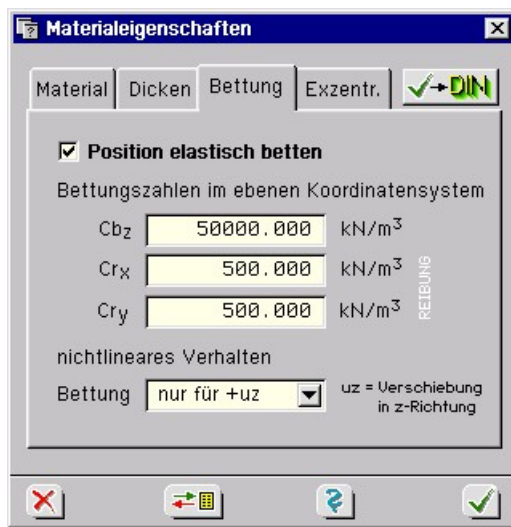 Materialeigenschaften
Material Dicken Bettung Exzentr. DIN
Position elastisch betten
Bettungszahlen im ebenen Koordinatensystem
Cbz 50000.000 kN/m³
Crx 500.000 kN/m³
Cry 500.000 kN/m³
REIBUNG
nichtlineares Verhalten
Bettung nur für +uz uz = Verschiebung
in z-Richtung